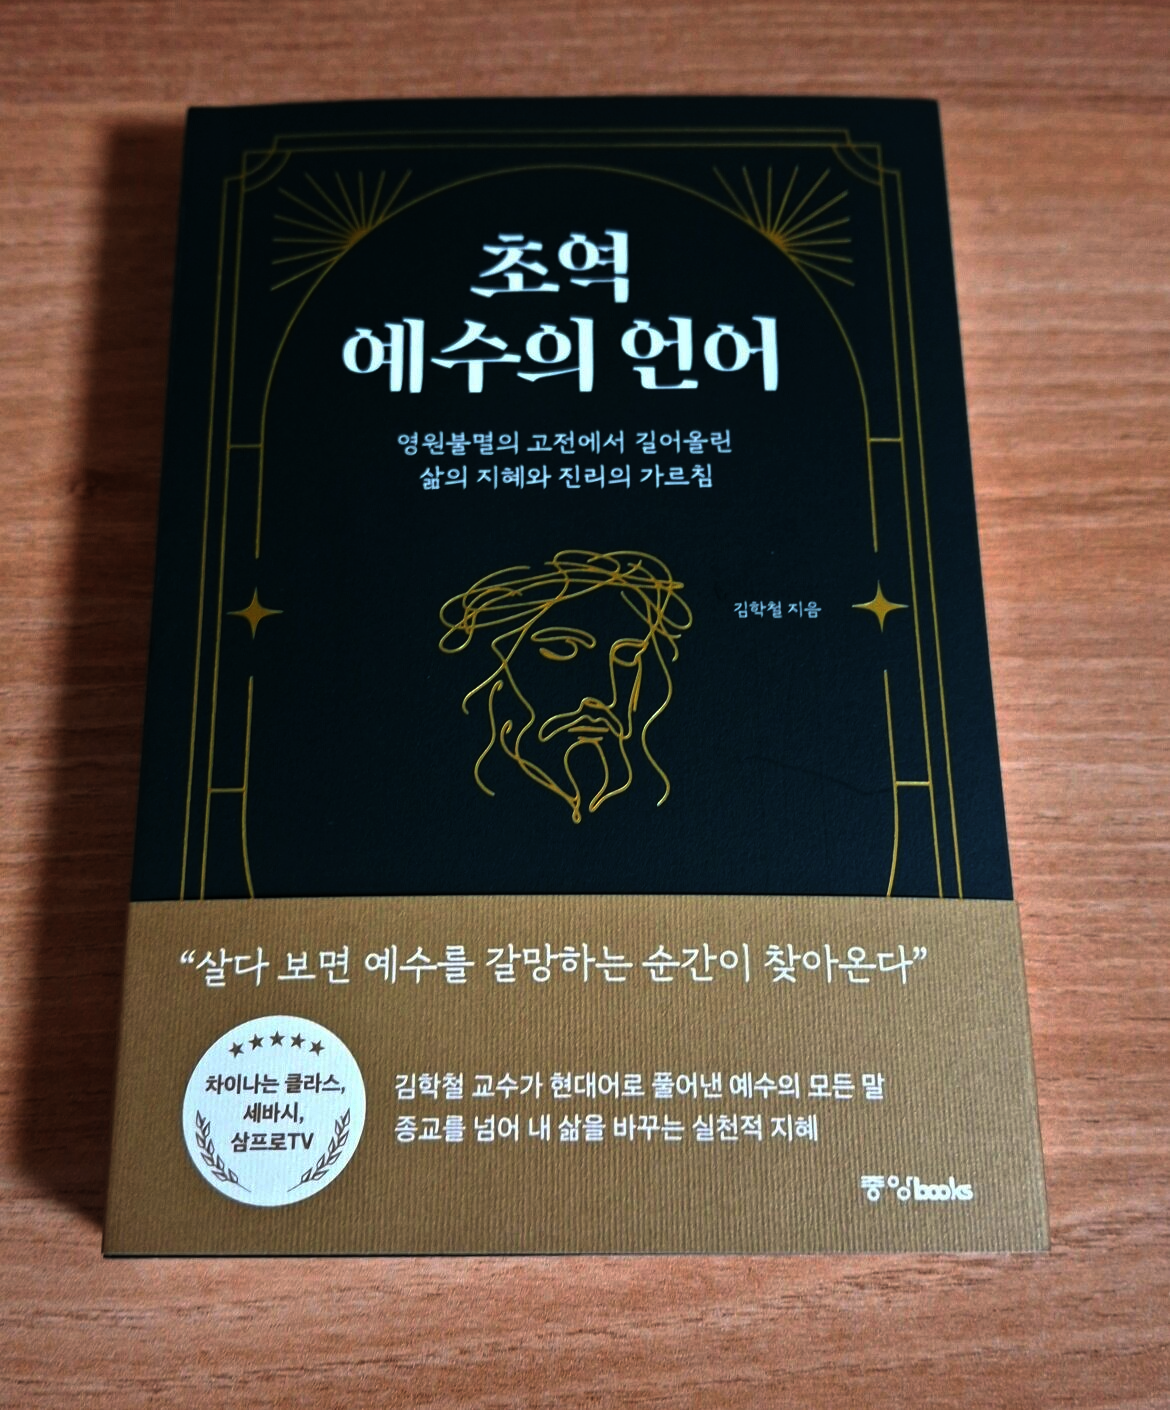 초역
예수의 언어
영원불멸의 고전에서 길어올린
삶의 지혜와 진리의 가르침
김학철 지음
“살다 보면 예수를 갈망하는 순간이 찾아온다”
차이나는 클라스,
세바시,
삼프로TV
김학철 교수가 현대어로 풀어낸 예수의 모든 말
종교를 넘어 내 삶을 바꾸는 실천적 지혜
중앙books